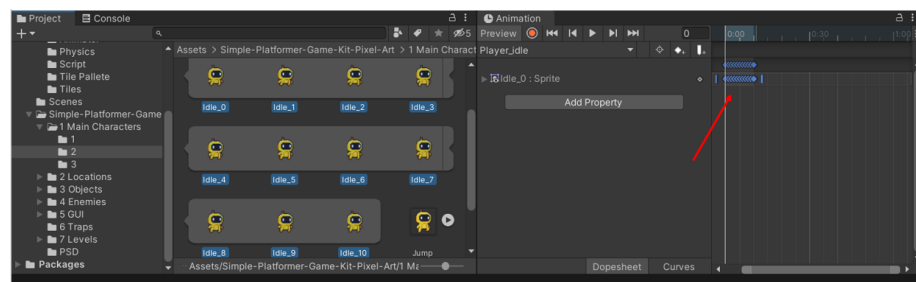 Project Console
Animation
5
Preview 0
0:00 0:30 1:00
Physics
Script
Tile Pallete
Tiles
Scenes
Simple-Platformer-Game
1 Main Characters
1
2
3
2 Locations
3 Objects
4 Enemies
5 GUI
6 Traps
7 Levels
PSD
Packages
Assets > Simple-Platformer-Game-Kit-Pixel-Art > 1 Main Charact
Idle_0 Idle_1 Idle_2 Idle_3
Idle_4 Idle_5 Idle_6 Idle_7
Idle_8 Idle_9 Idle_10 Jump
Assets/Simple-Platformer-Game-Kit-Pixel-Art/1 Ma
Player_idle
Idle_0 : Sprite
Add Property
Dopesheet Curves